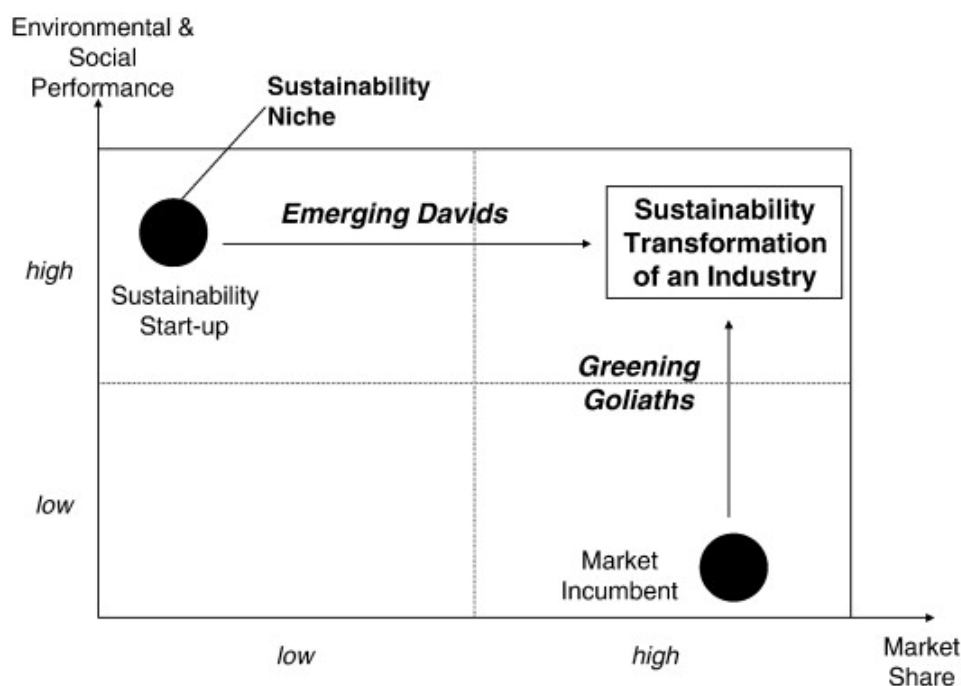 Environmental &
Social
Performance
Sustainability
Niche
Emerging Davids
Sustainability
Transformation
of an Industry
high
Sustainability
Start-up
Greening
Goliaths
low
Market
Incumbent
low
high
Market
Share